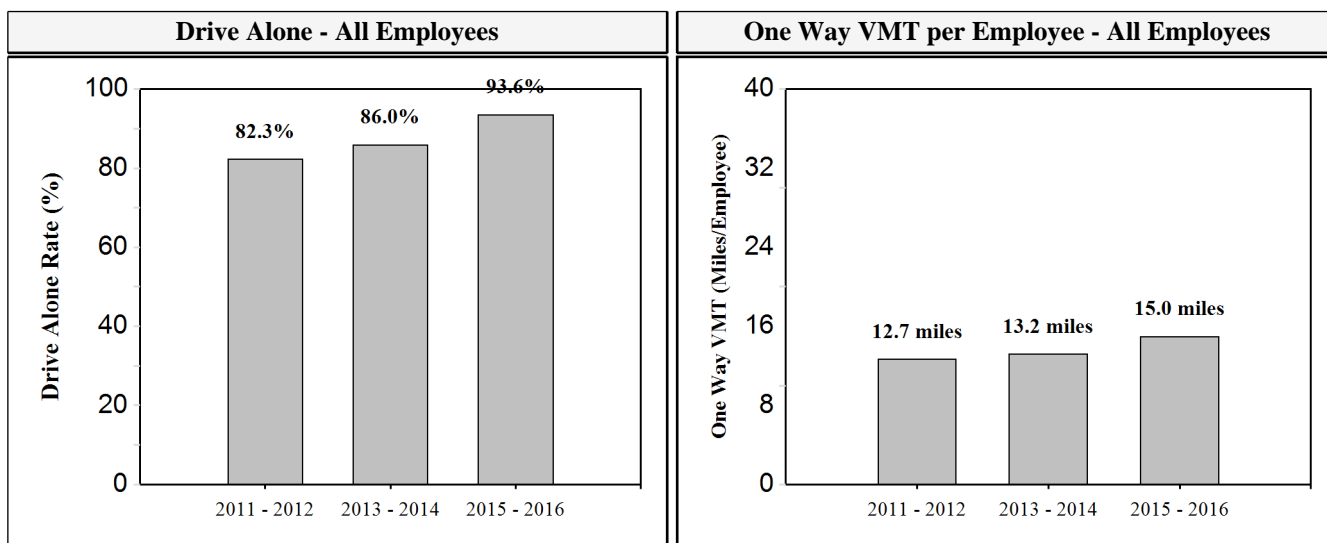 Drive Alone - All Employees
One Way VMT per Employee - All Employees
Drive Alone Rate (%)
100
80
60
40
20
0
82.3%
86.0%
93.6%
2011 - 2012
2013 - 2014
2015 - 2016
One Way VMT (Miles/Employee)
40
32
24
16
8
0
12.7 miles
13.2 miles
15.0 miles
2011 - 2012
2013 - 2014
2015 - 2016